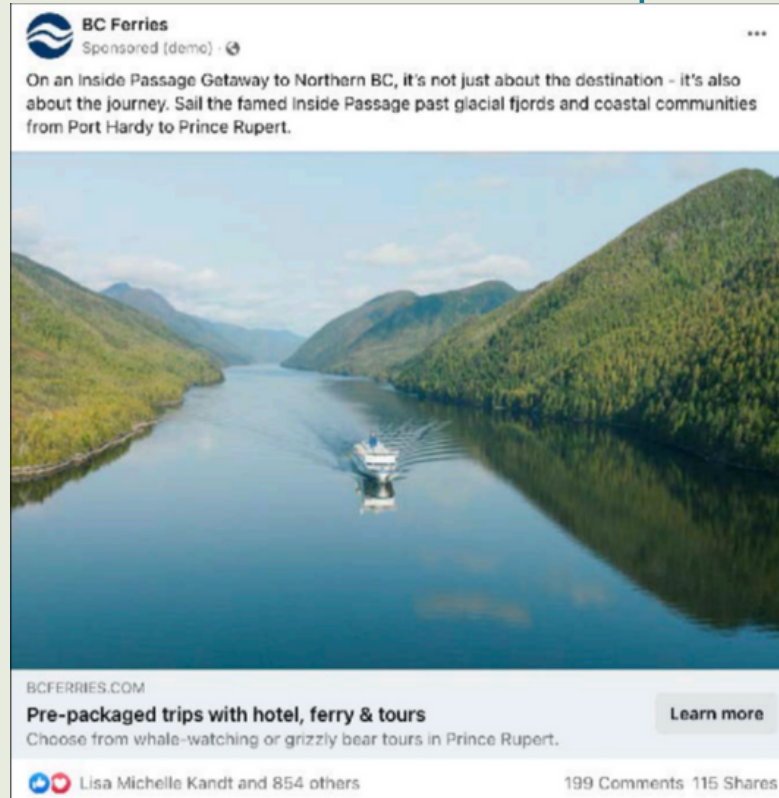 BC Ferries
Sponsored (demo) ·
On an Inside Passage Getaway to Northern BC, it's not just about the destination - it's also
about the journey. Sail the famed Inside Passage past glacial fjords and coastal communities
from Port Hardy to Prince Rupert.
BCFERRIES.COM
Pre-packaged trips with hotel, ferry & tours
Learn more
Choose from whale-watching or grizzly bear tours in Prince Rupert.
Lisa Michelle Kandt and 854 others
199 Comments 115 Shares